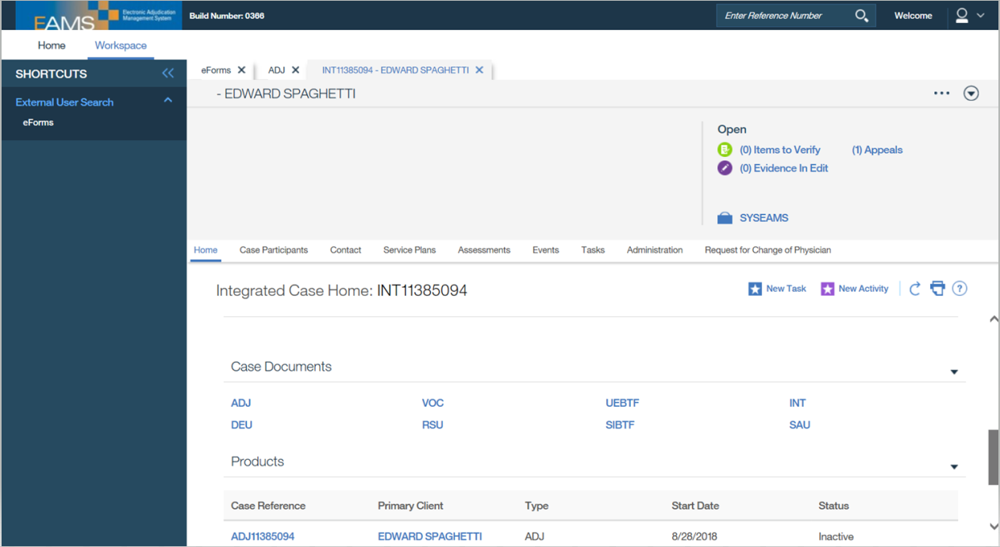 EAMS
Electronic Adjudication
Management System
Build Number: 0366
Enter Reference Number
Welcome
Home Workspace
SHORTCUTS
External User Search
eForms
eForms ADJ INT11385094 - EDWARD SPAGHETTI
- EDWARD SPAGHETTI
Open
(0) Items to Verify (1) Appeals
(0) Evidence In Edit
SYSEAMS
Home Case Participants Contact Service Plans Assessments Events Tasks Administration Request for Change of Physician
Integrated Case Home: INT11385094
New Task New Activity ?
Case Documents
ADJ VOC UEBTF INT
DEU RSU SIBTF SAU
Products
Case Reference Primary Client Type Start Date Status
ADJ11385094 EDWARD SPAGHETTI ADJ 8/28/2018 Inactive